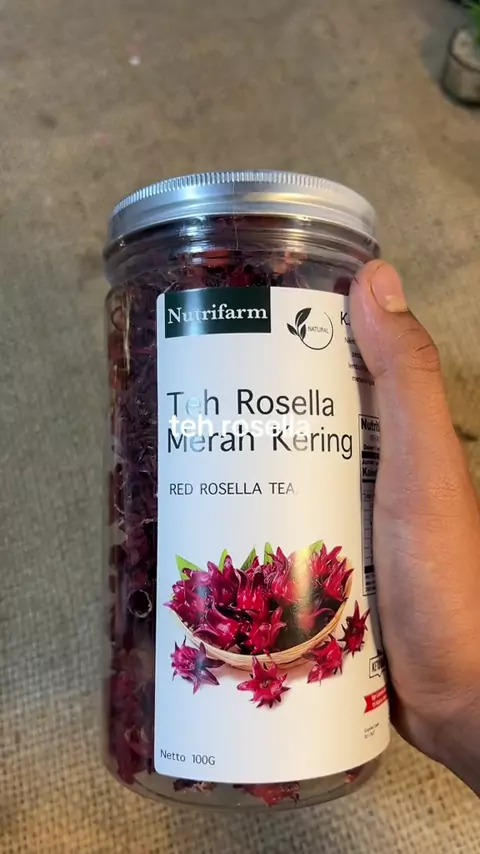 Nutrifarm
NATURAL
Teh Rosella
teh rosella
Merah Kering
RED ROSELLA TEA
Netto 100G